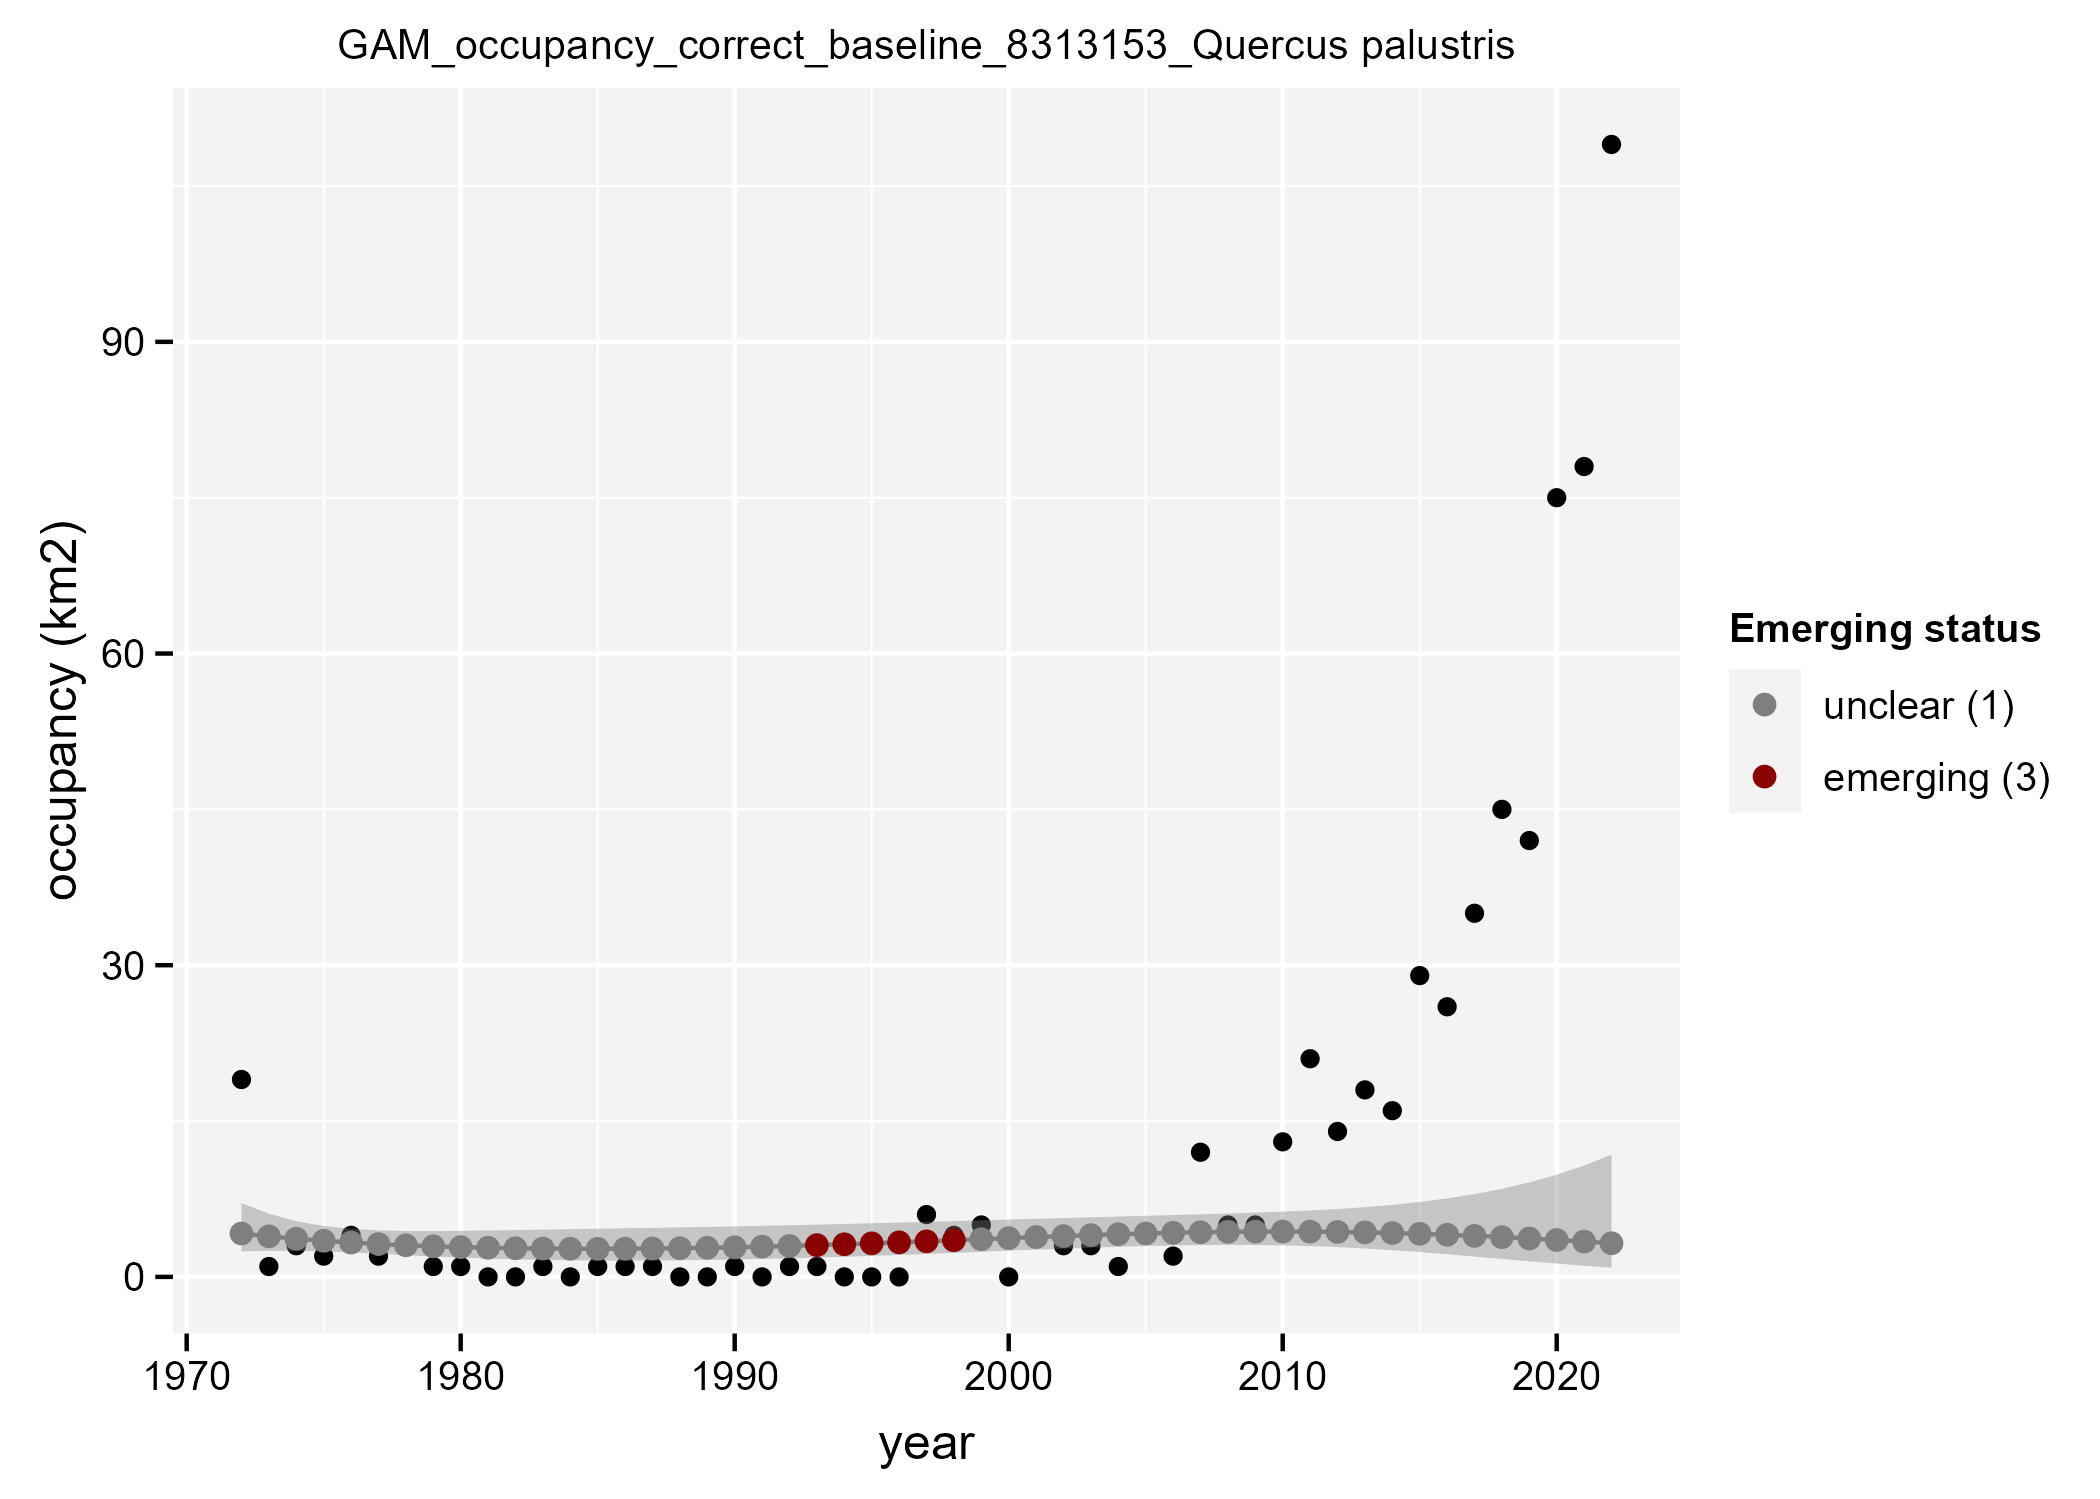 GAM_occupancy_correct_baseline_8313153_Quercus palustris
occupancy (km2)
90
60
30
0
1970 1980 1990 2000 2010 2020
year
Emerging status
unclear (1)
emerging (3)